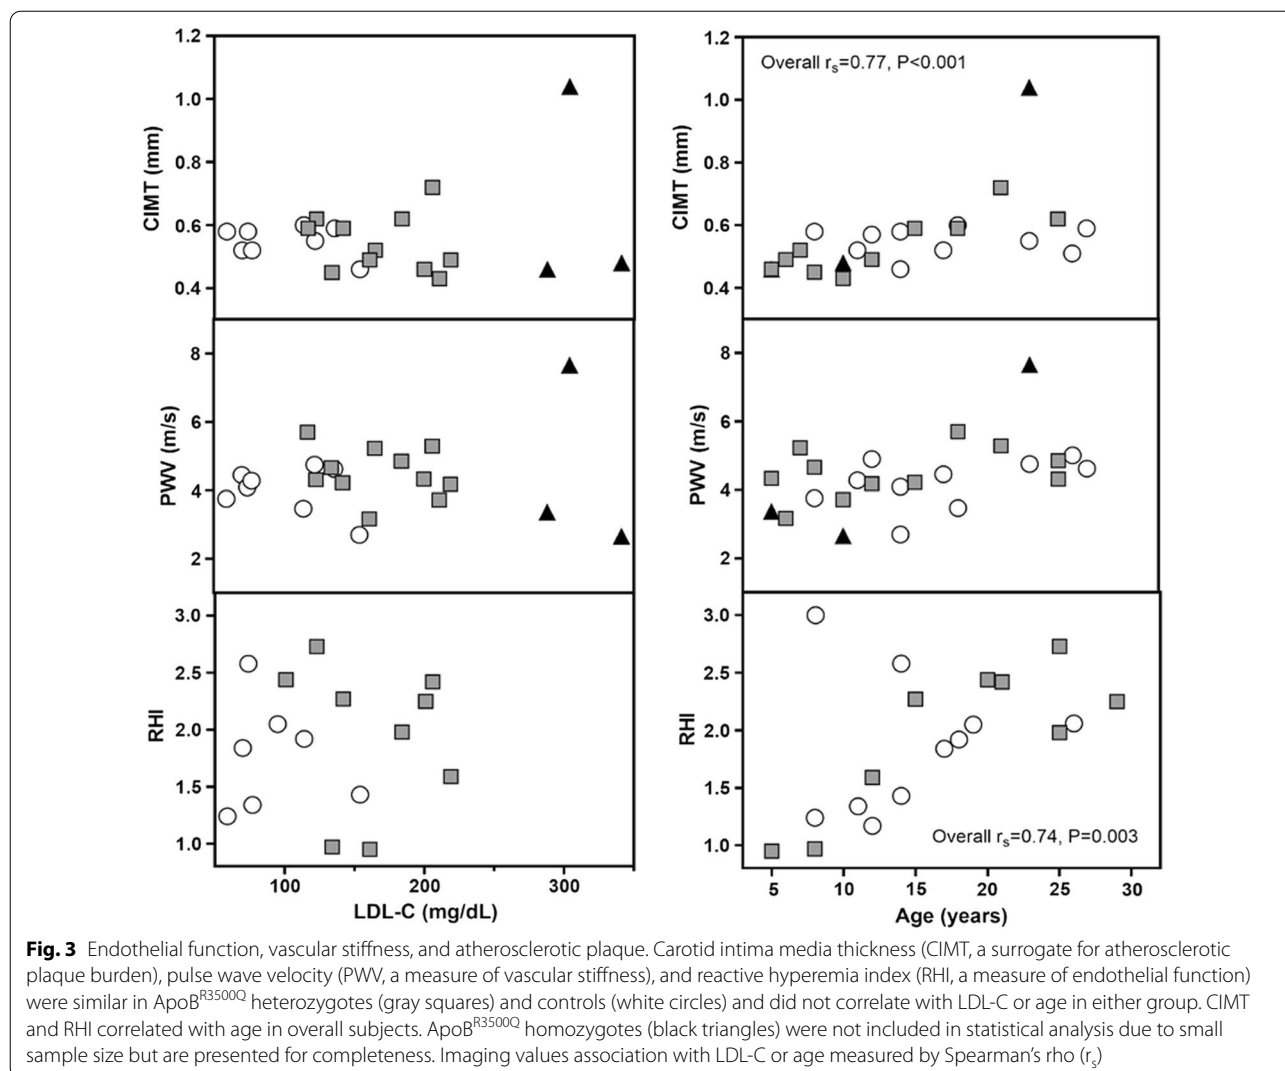 1.2
1.0
0.8
0.6
0.4
CIMT (mm)
1.2
1.0
0.8
0.6
0.4
CIMT (mm)
Overall rₛ=0.77, P<0.001
8
6
4
2
PWV (m/s)
8
6
4
2
PWV (m/s)
3.0
2.5
2.0
1.5
1.0
RHI
100
200
300
LDL-C (mg/dL)
3.0
2.5
2.0
1.5
1.0
RHI
Overall rₛ=0.74, P=0.003
5
10
15
20
25
30
Age (years)
Fig. 3 Endothelial function, vascular stiffness, and atherosclerotic plaque. Carotid intima media thickness (CIMT, a surrogate for atherosclerotic
plaque burden), pulse wave velocity (PWV, a measure of vascular stiffness), and reactive hyperemia index (RHI, a measure of endothelial function)
were similar in ApoB^R3500Q heterozygotes (gray squares) and controls (white circles) and did not correlate with LDL-C or age in either group. CIMT
and RHI correlated with age in overall subjects. ApoB^R3500Q homozygotes (black triangles) were not included in statistical analysis due to small
sample size but are presented for completeness. Imaging values association with LDL-C or age measured by Spearman's rho (rₛ)